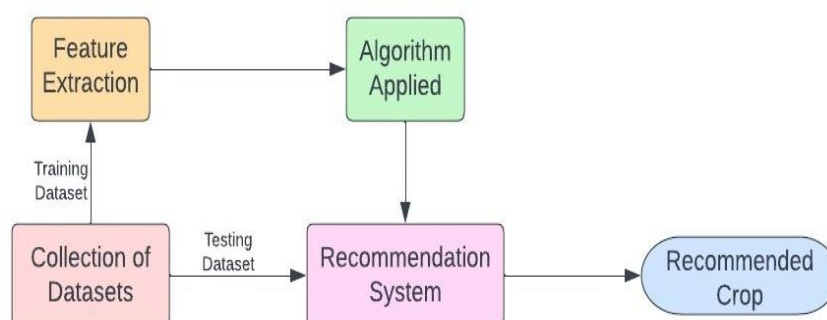 Feature
Extraction
Algorithm
Applied
Training
Dataset
Collection of
Datasets
Testing
Dataset
Recommendation
System
Recommended
Crop